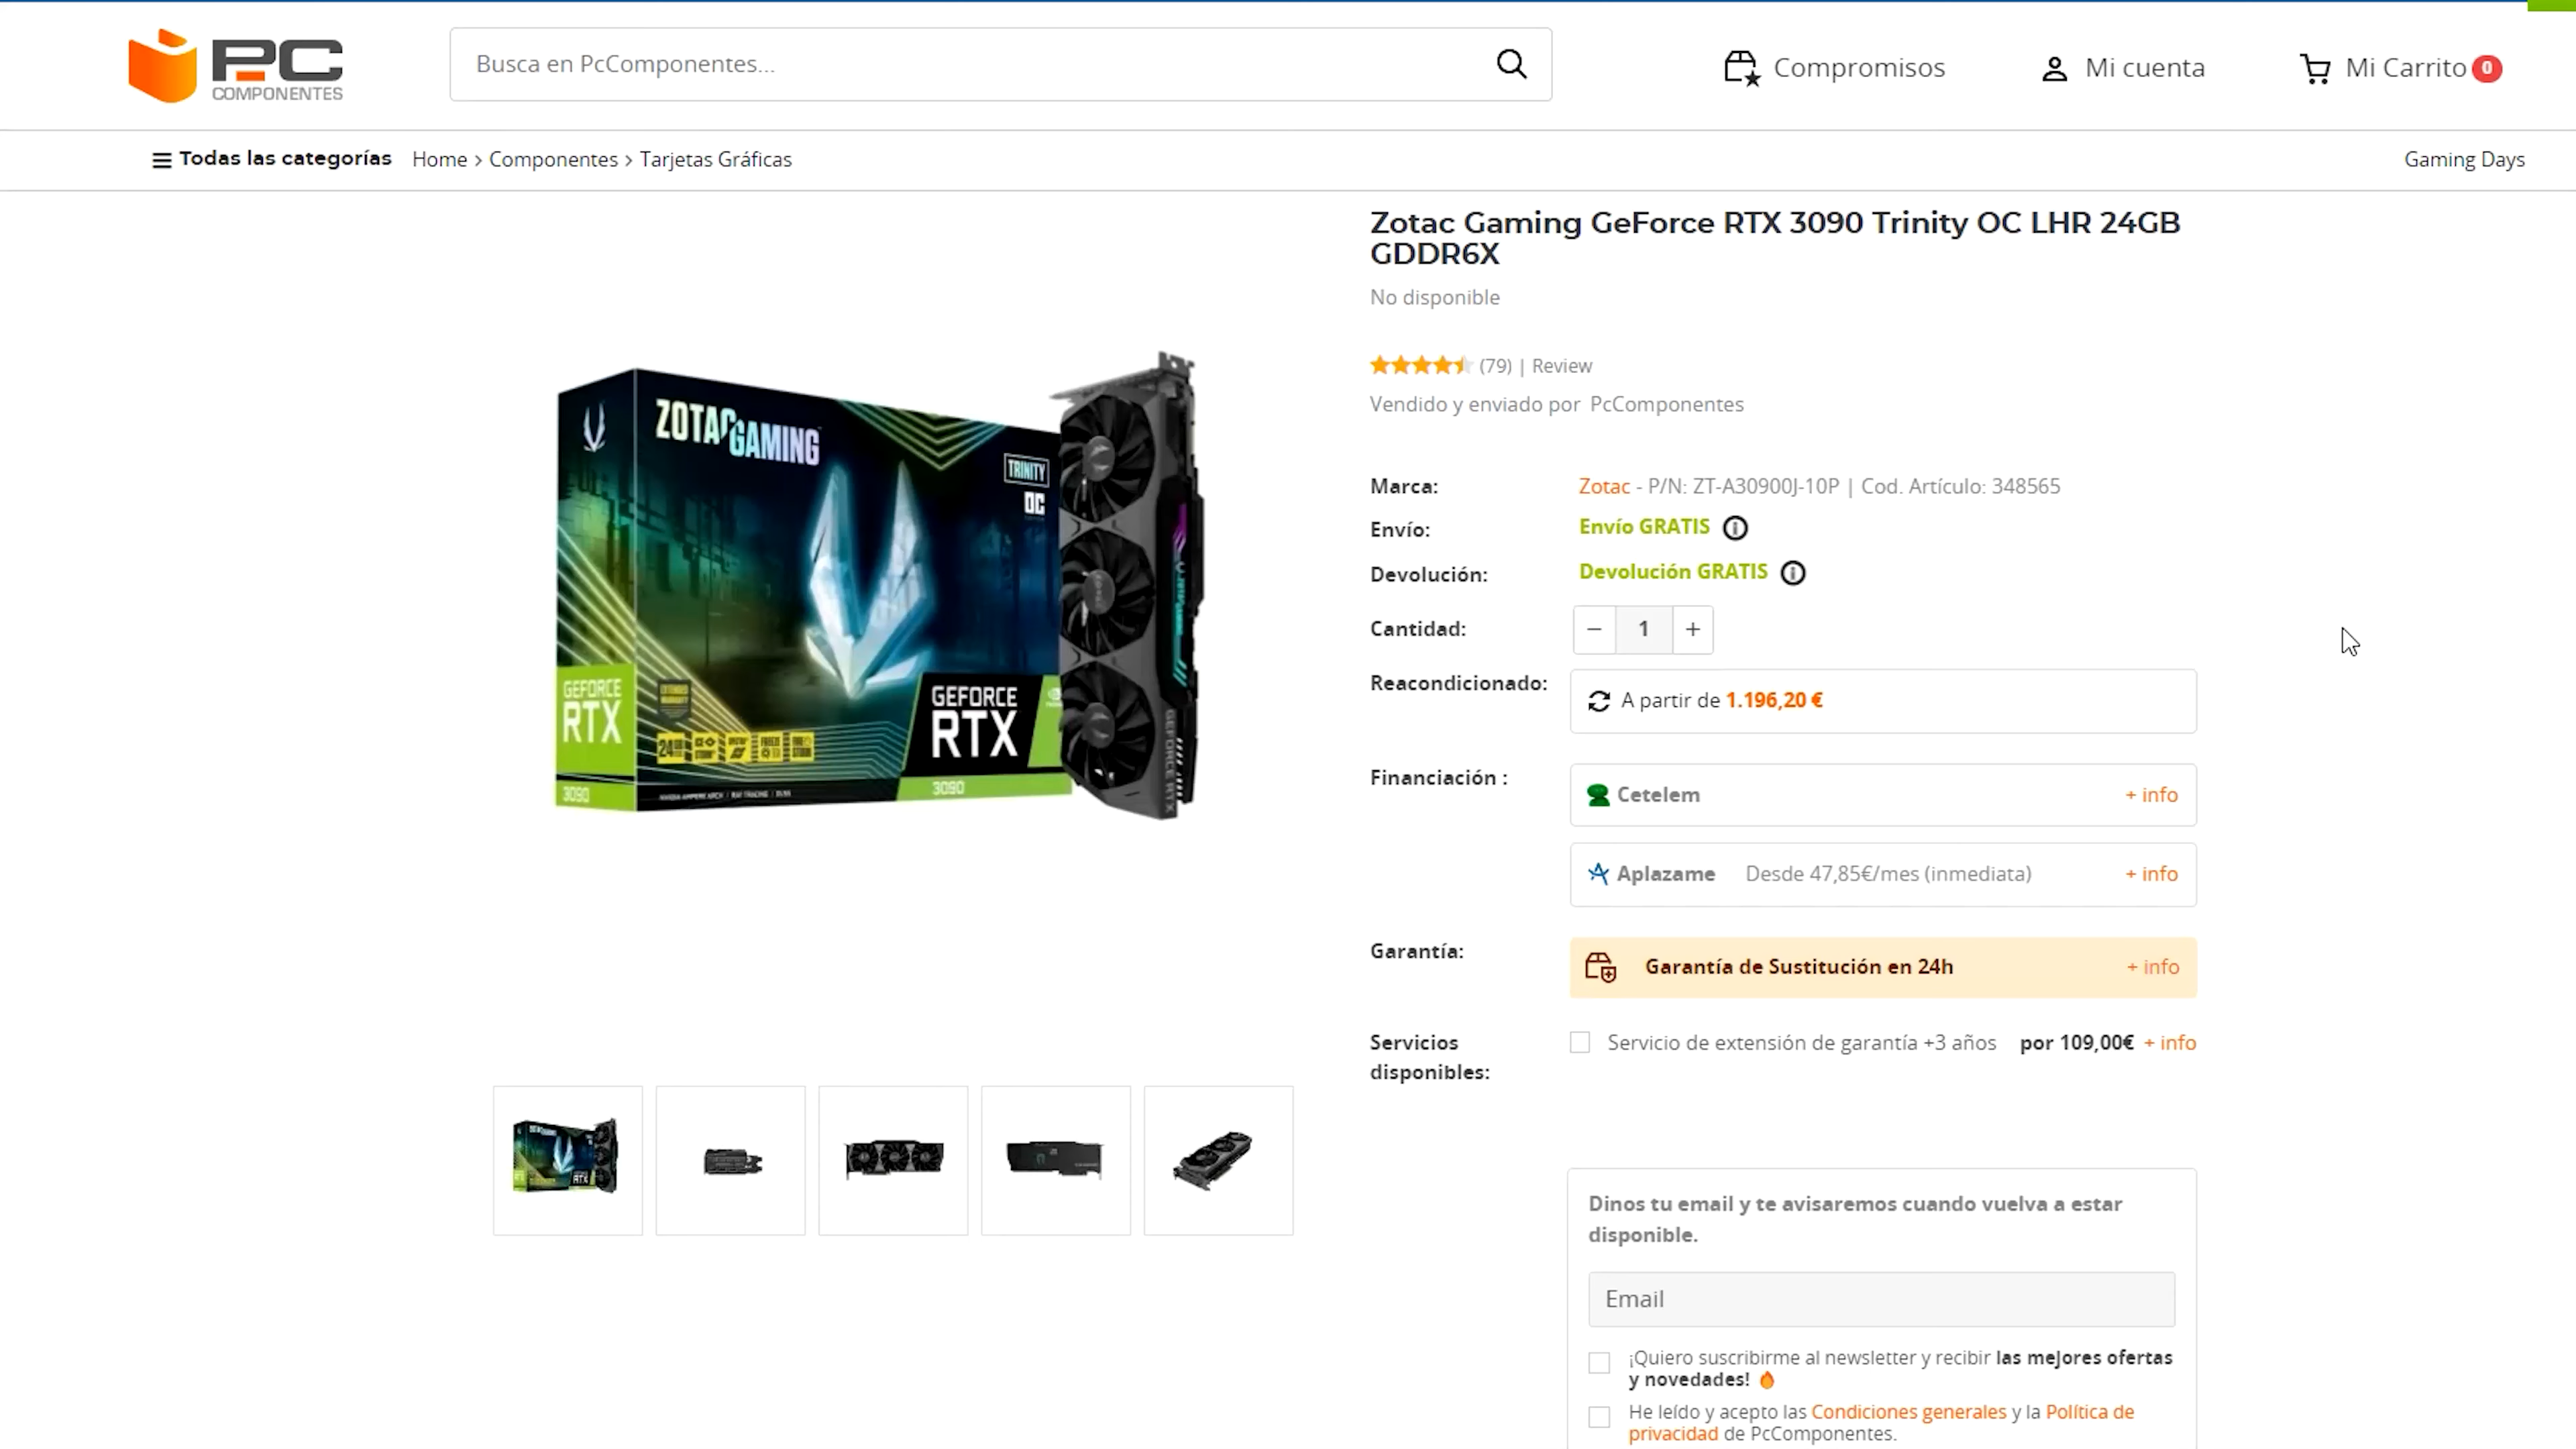 PC
COMPONENTES
Busca en PcComponentes...
Compromisos
Mi cuenta
Mi Carrito 0
Todas las categorías
Home > Componentes > Tarjetas Gráficas
Gaming Days
Zotac Gaming GeForce RTX 3090 Trinity OC LHR 24GB
GDDR6X
No disponible
(79) | Review
Vendido y enviado por PcComponentes
Marca: Zotac - P/N: ZT-A30900J-10P | Cod. Artículo: 348565
Envío: Envío GRATIS
Devolución: Devolución GRATIS
Cantidad: − 1 +
Reacondicionado: A partir de 1.196,20 €
Financiación : Cetelem + info
Aplazame Desde 47,85€/mes (inmediata) + info
Garantía: Garantía de Sustitución en 24h + info
Servicios
disponibles:
Servicio de extensión de garantía +3 años por 109,00€ + info
Dinos tu email y te avisaremos cuando vuelva a estar
disponible.
Email
¡Quiero suscribirme al newsletter y recibir las mejores ofertas
y novedades!
He leído y acepto las Condiciones generales y la Política de
privacidad de PcComponentes.
ZOTAC GAMING
TRINITY
OC
GEFORCE
RTX
3090
GEFORCE
RTX
3090
GEFORCE RTX